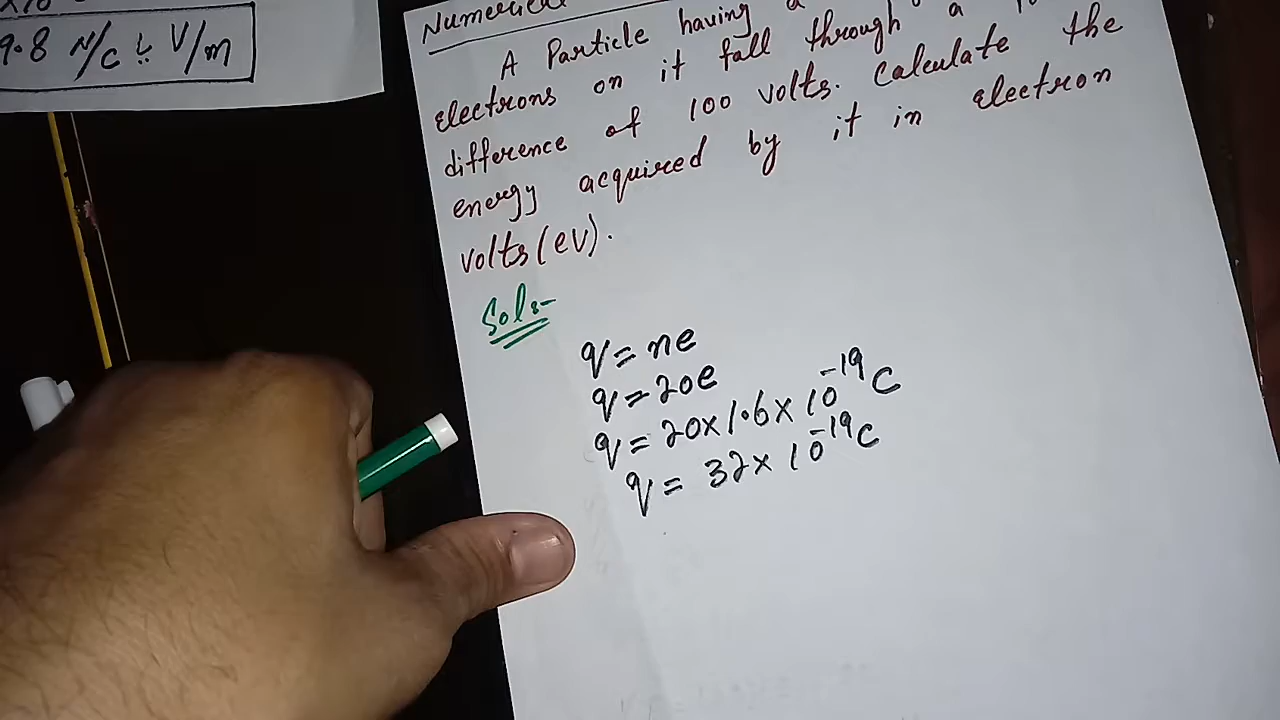 9.8 N/C V/m
Numerical
A Particle having a
electrons on it fall through a
difference of 100 volts. Calculate the
energy acquired by it in electron
volts (eV).
Sol:-
q = ne
q = 20e
q = 20 x 1.6 x 10⁻¹⁹ C
q = 32 x 10⁻¹⁹ C